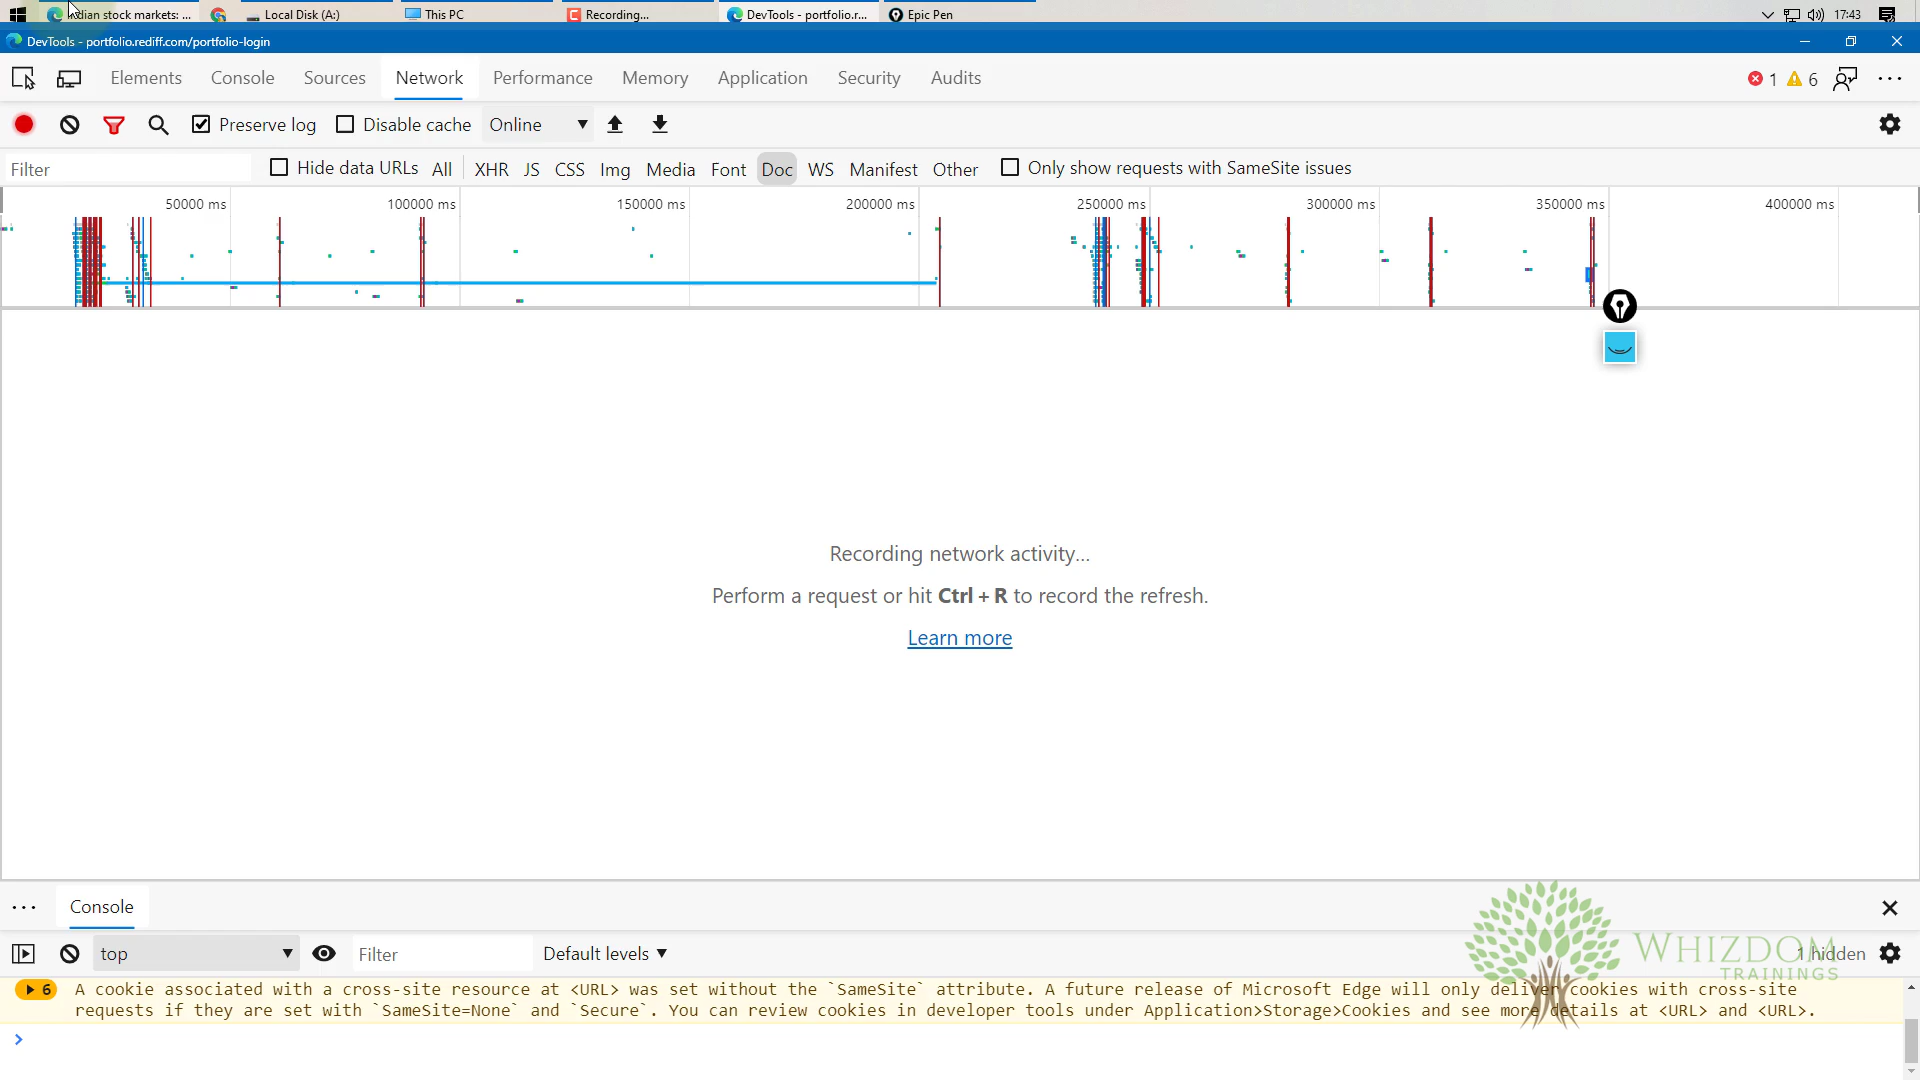 dian stock markets: ...
Local Disk (A:)
This PC
Recording...
DevTools - portfolio.r...
Epic Pen
17:43
DevTools - portfolio.rediff.com/portfolio-login
Elements Console Sources Network Performance Memory Application Security Audits
1 6
Preserve log Disable cache Online
Filter Hide data URLs All XHR JS CSS Img Media Font Doc WS Manifest Other Only show requests with SameSite issues
50000 ms 100000 ms 150000 ms 200000 ms 250000 ms 300000 ms 350000 ms 400000 ms
Recording network activity...
Perform a request or hit Ctrl + R to record the refresh.
Learn more
Console
top Filter Default levels 1 hidden
WHIZDOM
TRAININGS
6 A cookie associated with a cross-site resource at <URL> was set without the `SameSite` attribute. A future release of Microsoft Edge will only deliver cookies with cross-site
requests if they are set with `SameSite=None` and `Secure`. You can review cookies in developer tools under Application>Storage>Cookies and see more details at <URL> and <URL>.